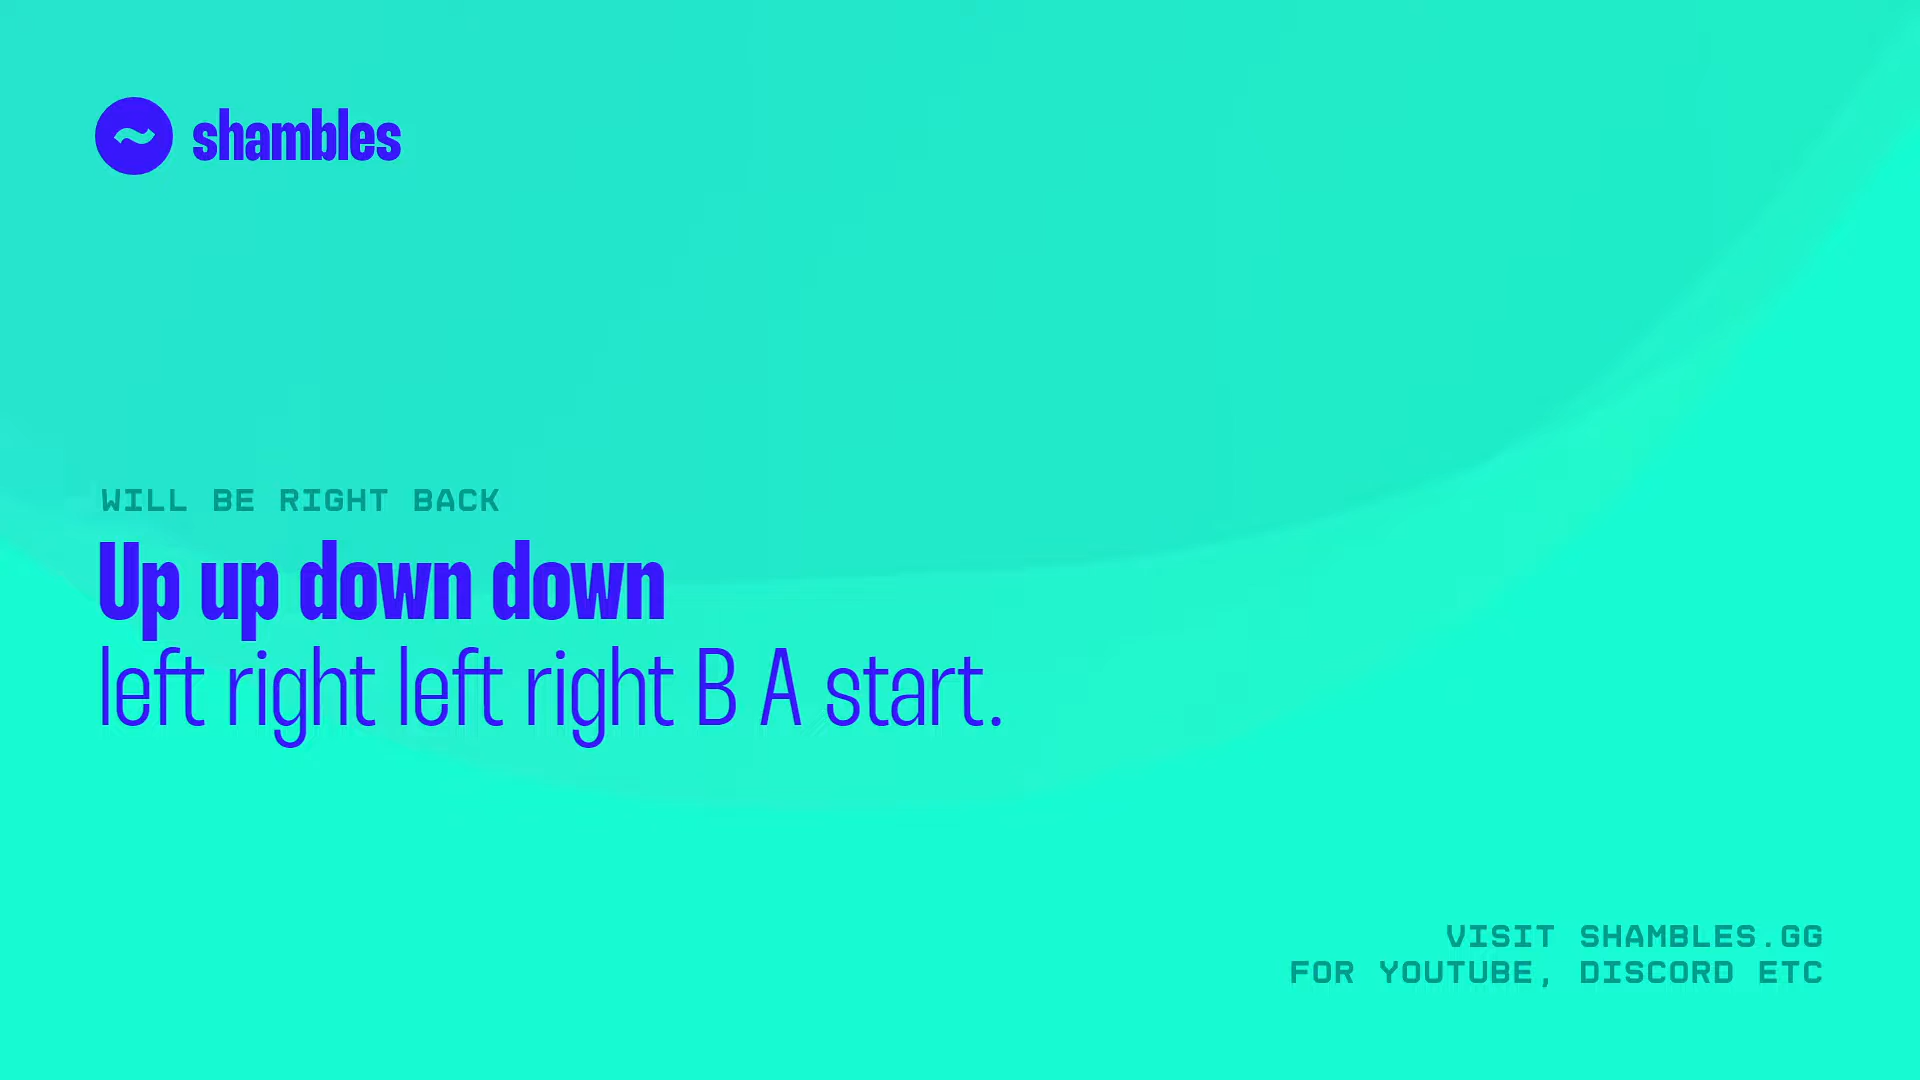 shambles
WILL BE RIGHT BACK
Up up down down
left right left right B A start.
VISIT SHAMBLES.GG
FOR YOUTUBE, DISCORD ETC